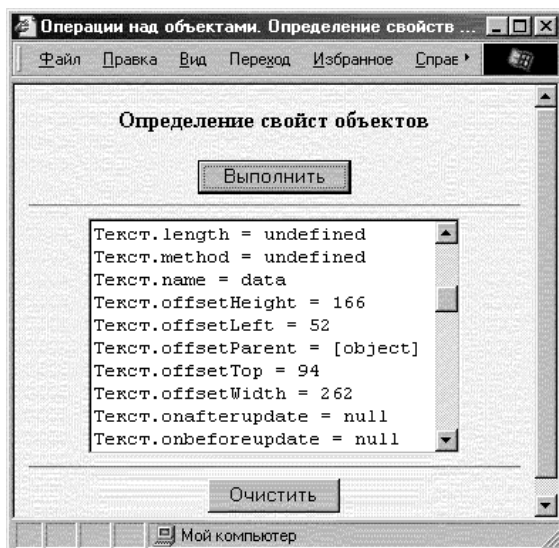 Операции над объектами. Определение свойств ...
Файл Правка Вид Переход Избранное Справ
Определение свойст объектов
Выполнить
Текст.length = undefined
Текст.method = undefined
Текст.name = data
Текст.offsetHeight = 166
Текст.offsetLeft = 52
Текст.offsetParent = [object]
Текст.offsetTop = 94
Текст.offsetWidth = 262
Текст.onafterupdate = null
Текст.onbeforeupdate = null
Очистить
Мой компьютер